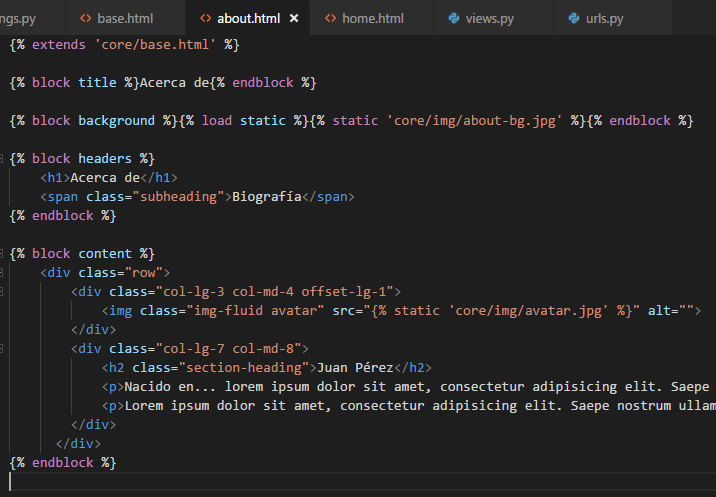 ngs.py <> base.html <> about.html × <> home.html views.py urls.py
{% extends 'core/base.html' %}
{% block title %}Acerca de{% endblock %}
{% block background %}{% load static %}{% static 'core/img/about-bg.jpg' %}{% endblock %}
{% block headers %}
<h1>Acerca de</h1>
<span class="subheading">Biografía</span>
{% endblock %}
{% block content %}
<div class="row">
<div class="col-lg-3 col-md-4 offset-lg-1">
<img class="img-fluid avatar" src="{% static 'core/img/avatar.jpg' %}" alt="">
</div>
<div class="col-lg-7 col-md-8">
<h2 class="section-heading">Juan Pérez</h2>
<p>Nacido en... lorem ipsum dolor sit amet, consectetur adipisicing elit. Saepe
<p>Lorem ipsum dolor sit amet, consectetur adipisicing elit. Saepe nostrum ullam
</div>
</div>
{% endblock %}